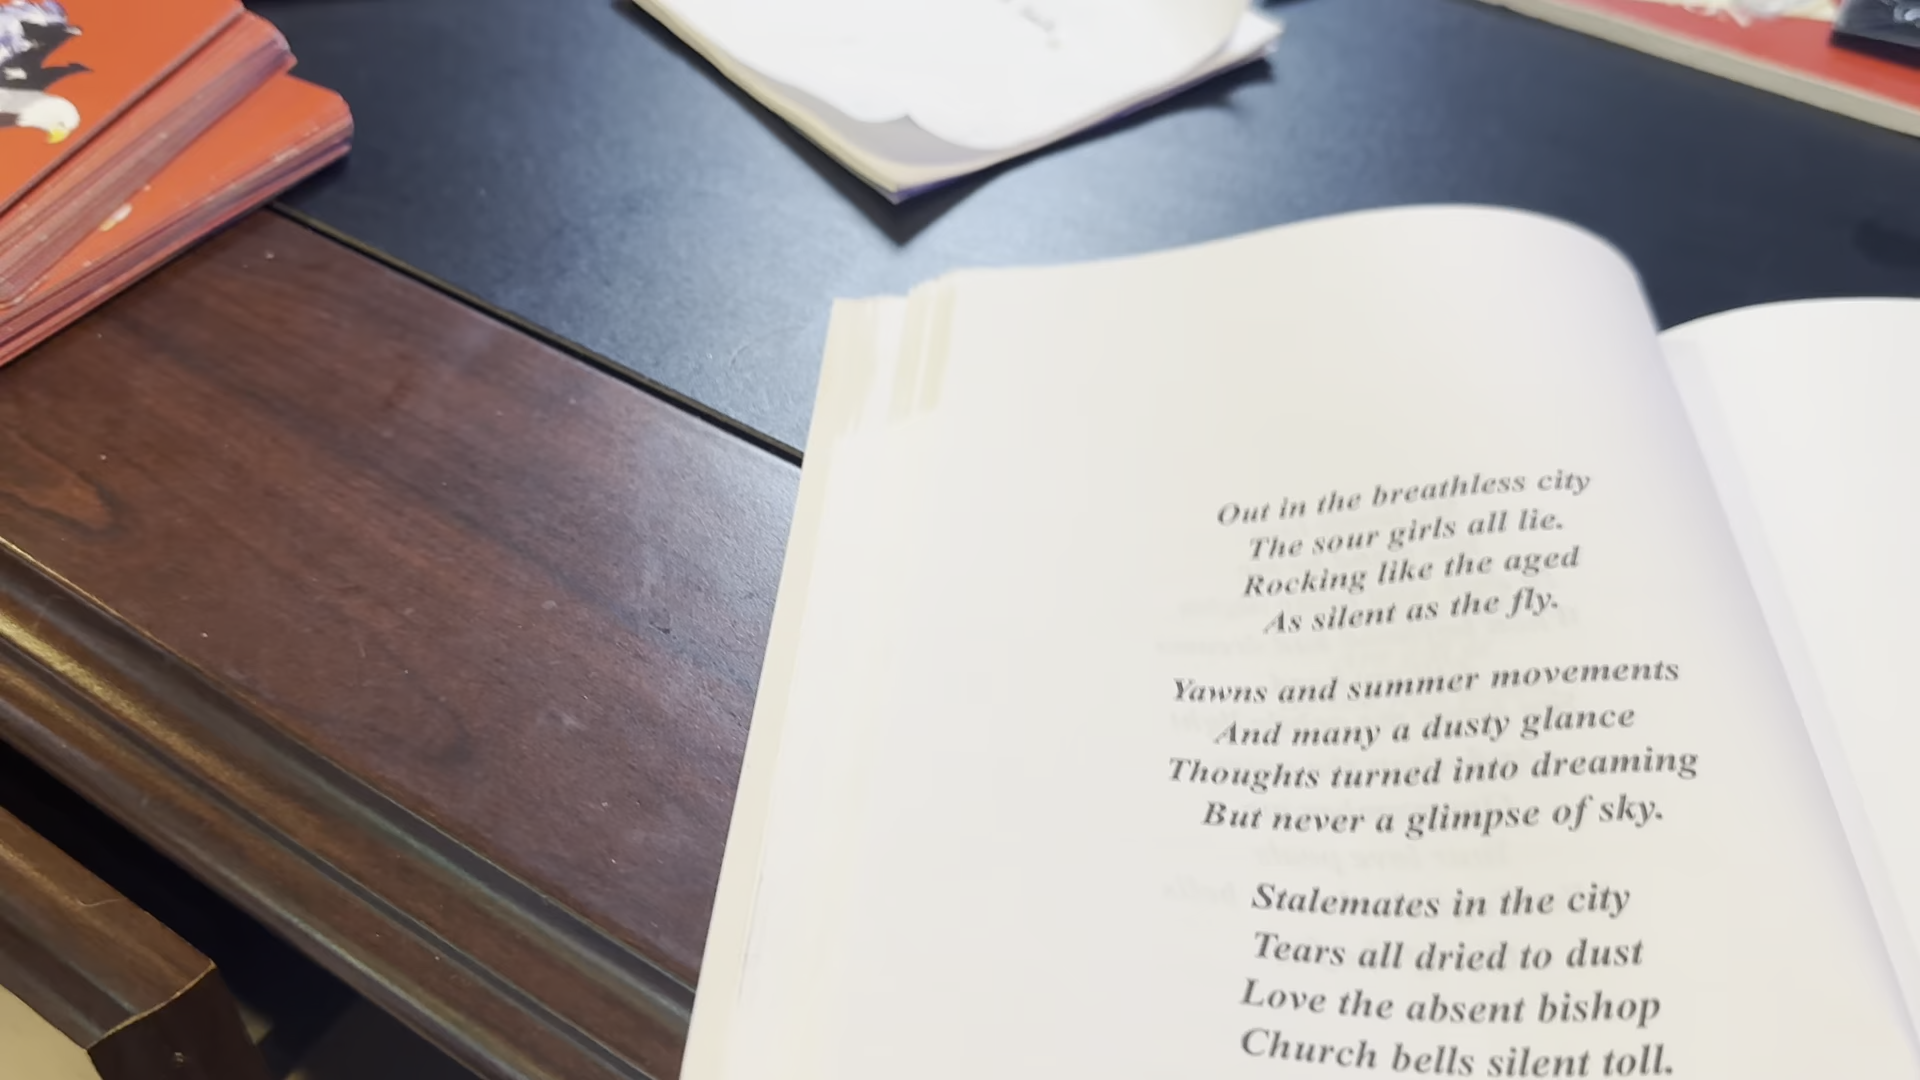 Out in the breathless city
The sour girls all lie.
Rocking like the aged
As silent as the fly.
Yawns and summer movements
And many a dusty glance
Thoughts turned into dreaming
But never a glimpse of sky.
Stalemates in the city
Tears all dried to dust
Love the absent bishop
Church bells silent toll.